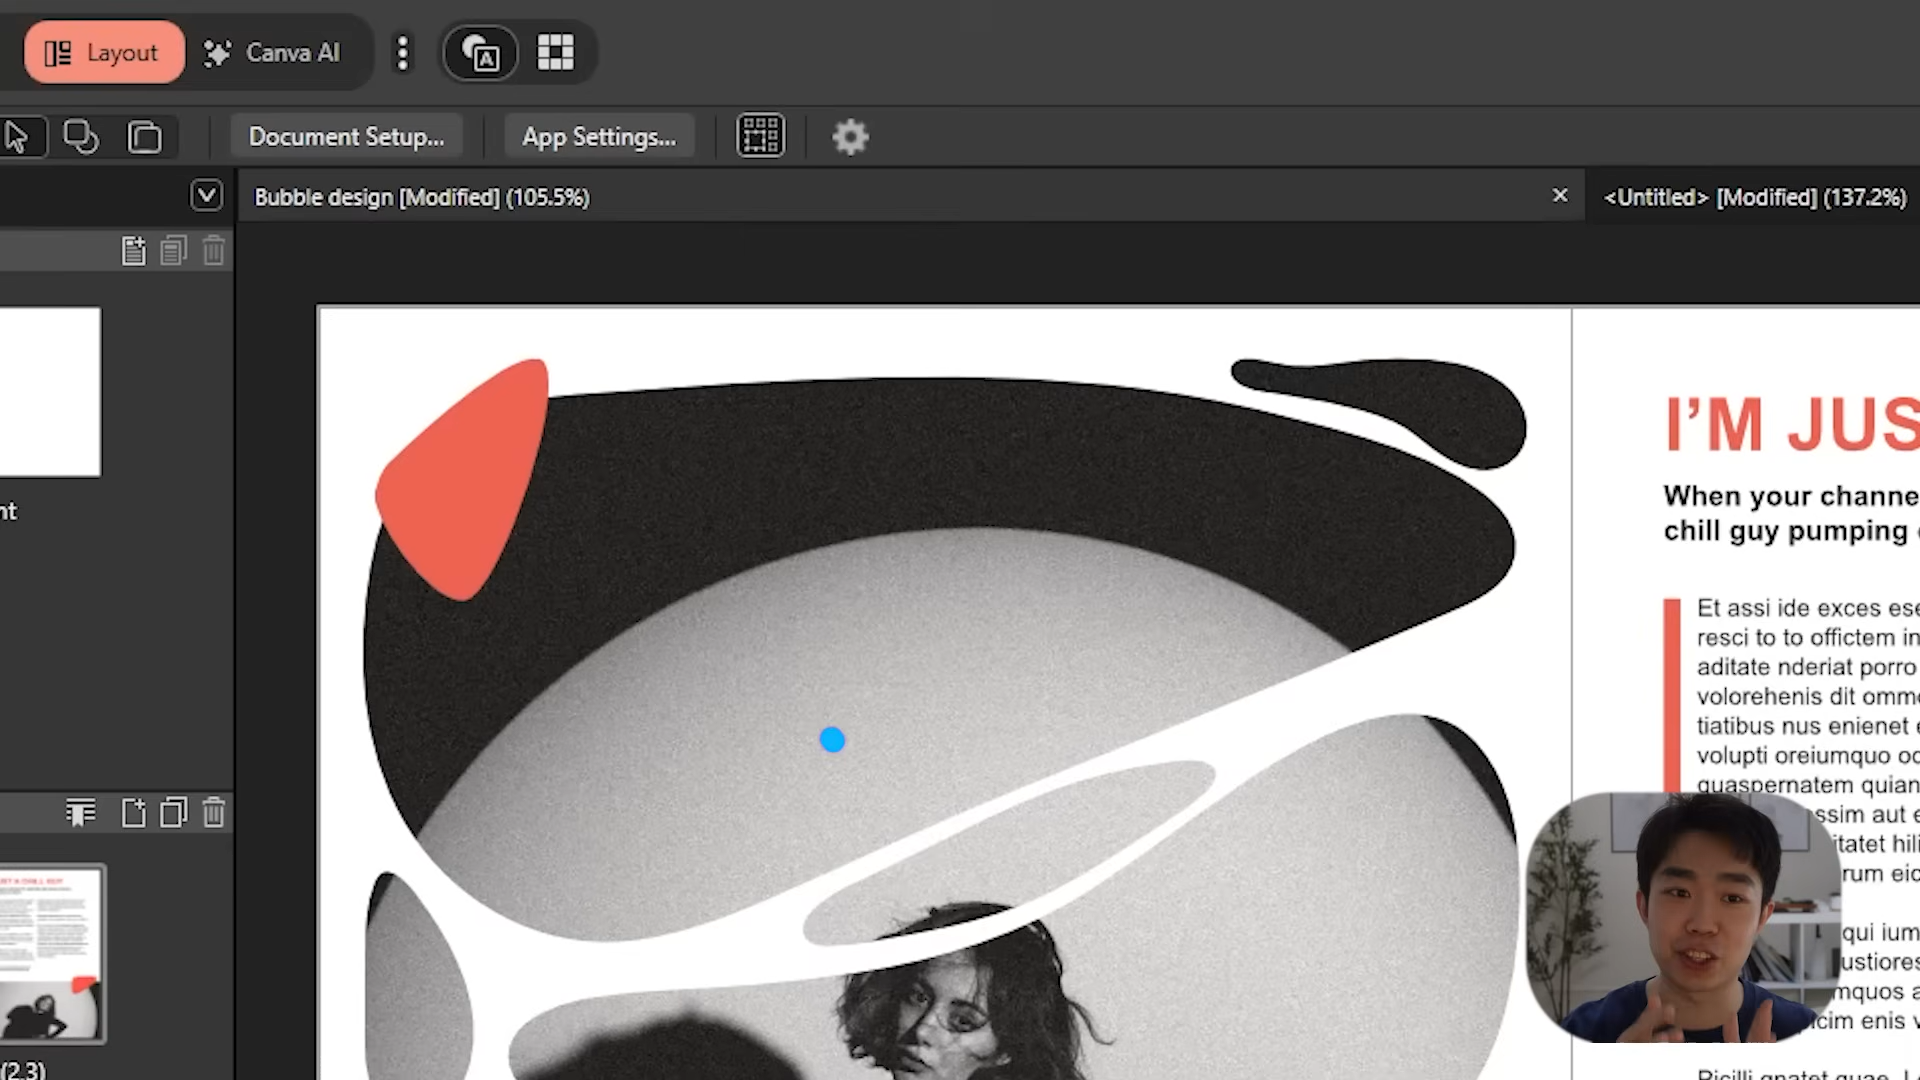 Layout
Canva AI
Document Setup...
App Settings...
Bubble design [Modified] (105.5%)
<Untitled> [Modified] (137.2%)
nt
(2,3)
I’M JUS
When your channe
chill guy pumping
Et assi ide exces ese
resci to to offictem in
aditate nderiat porro
volorehenis dit omm
tiatibus nus enienet e
volupti oreiumquo oc
quaspernatem quian
ssim aut e
itatet hili
rum eic
qui ium
ustiores
mquos a
icim enis v